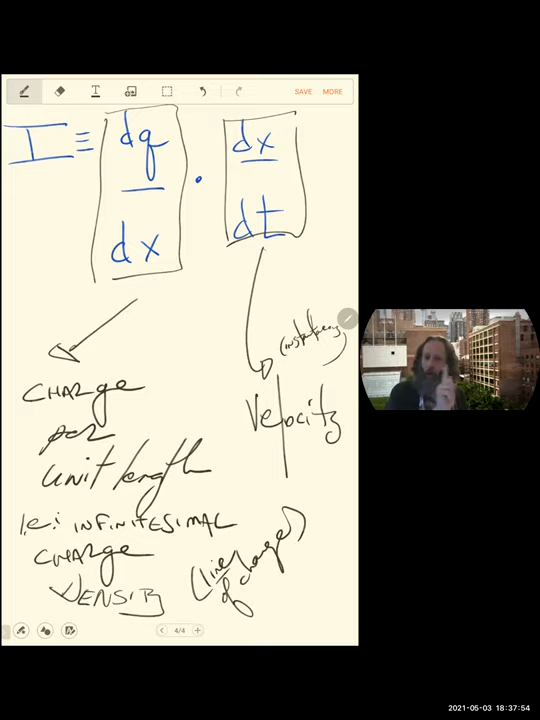 T
SAVE MORE
I ≡ dq/dx · dx/dt
(instantaneous)
CHARGE
Velocity
per
unit length
i.e: INFINITESIMAL
CHARGE
DENSITY
(line
of charge)
4/4
2021-05-03 18:37:54